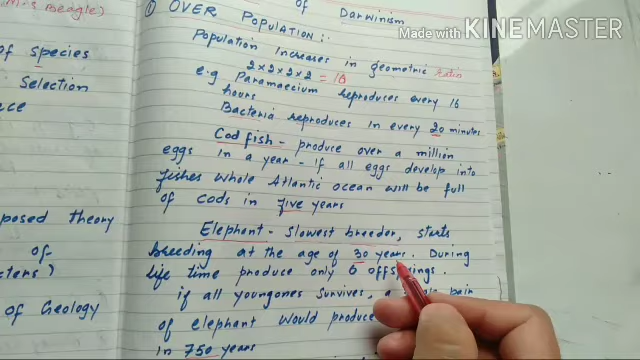 M.S Beagle)
of Species
Selection
posed theory
of
cters)
of Geology
of Darwinism
① OVER POPULATION:.
Population increases in geometric ratio
2×2×2×2 = 16
e.g Paramaecium reproduces every 16
hours
Bacteria reproduces in every 20 minutes
Cod fish - produce over a million
eggs in a year - if all eggs develop into
fishes whole Atlantic ocean will be full
of cods in five years
Elephant - Slowest breeder, starts
breeding at the age of 30 years. During
life time produce only 6 offsprings.
if all youngones survives, a pair
of elephant would produce
in 750 years
Made with KINEMASTER